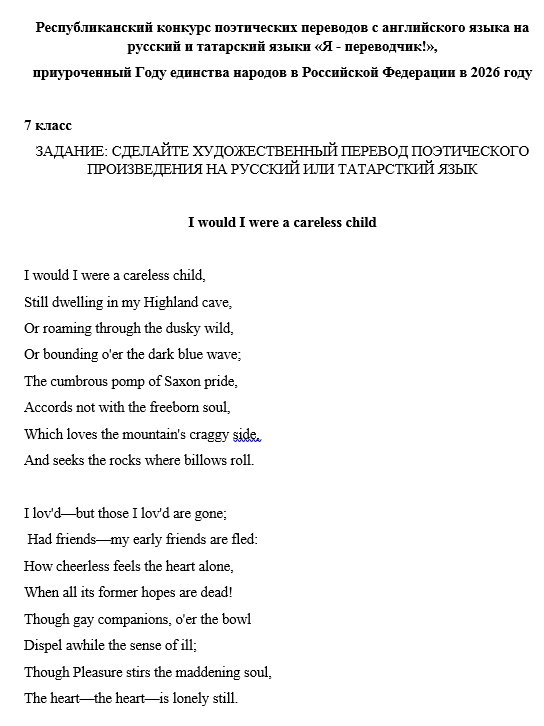 Республиканский конкурс поэтических переводов с английского языка на
русский и татарский языки «Я - переводчик!»,
приуроченный Году единства народов в Российской Федерации в 2026 году
7 класс
ЗАДАНИЕ: СДЕЛАЙТЕ ХУДОЖЕСТВЕННЫЙ ПЕРЕВОД ПОЭТИЧЕСКОГО
ПРОИЗВЕДЕНИЯ НА РУССКИЙ ИЛИ ТАТАРСТКИЙ ЯЗЫК
I would I were a careless child
I would I were a careless child,
Still dwelling in my Highland cave,
Or roaming through the dusky wild,
Or bounding o'er the dark blue wave;
The cumbrous pomp of Saxon pride,
Accords not with the freeborn soul,
Which loves the mountain's craggy side,
And seeks the rocks where billows roll.
I lov'd—but those I lov'd are gone;
Had friends—my early friends are fled:
How cheerless feels the heart alone,
When all its former hopes are dead!
Though gay companions, o'er the bowl
Dispel awhile the sense of ill;
Though Pleasure stirs the maddening soul,
The heart—the heart—is lonely still.